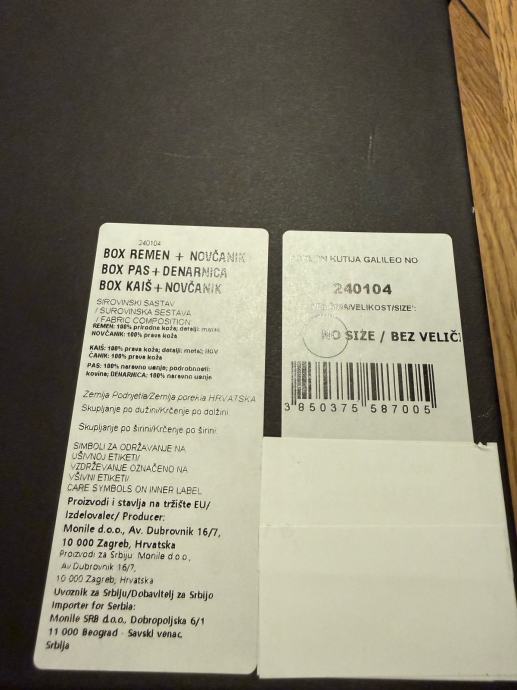 240104
BOX REMEN + NOVČANIK
BOX PAS + DENARNICA
BOX KAIŠ + NOVČANIK
SIROVINSKI SASTAV
/ SUROVINSKA SESTAVA
/ FABRIC COMPOSITION
REMEN: 100% prirodna koža; detalji: metal
NOVČANIK: 100% prava koža
KAIŠ: 100% prava koža; detalji: metal; NOV
ČANIK: 100% prava koža
PAS: 100% naravno usnje; podrobnosti:
kovina; DENARNICA: 100% naravno usnje
Zemlja Podrijetla/Zemlja porekla HRVATSKA
Skupljanje po dužini/Krčenje po dolžini
Skupljanje po širini/Krčenje po širini:
SIMBOLI ZA ODRŽAVANJE NA
UŠIVNOJ ETIKETI/
VZDRŽEVANJE OZNAČENO NA
VŠIVNI ETIKETI/
CARE SYMBOLS ON INNER LABEL
Proizvodi i stavlja na tržište EU/
Izdelovalec/ Producer:
Monile d.o.o., Av. Dubrovnik 16/7,
10 000 Zagreb, Hrvatska
Proizvodi za Srbiju: Monile d.o.o.,
Av.Dubrovnik 16/7,
10 000 Zagreb, Hrvatska
Uvoznik za Srbiju/Dobavitelj za Srbijo
Importer for Serbia:
Monile SRB d.o.o., Dobropoljska 6/1
11 000 Beograd - Savski venac,
Srbija
KUTIJA GALILEO NO
240104
/VELIKOST/SIZE:
NO SIZE / BEZ VELIČI
3 850375 587005